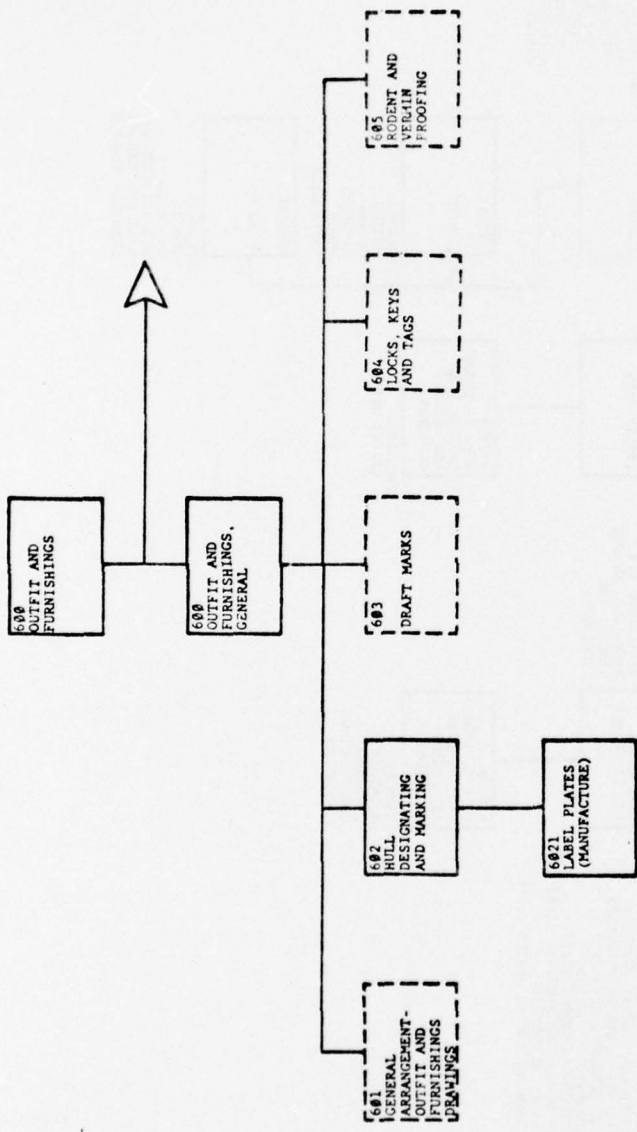 600
OUTFIT AND
FURNISHINGS
600
OUTFIT AND
FURNISHINGS,
GENERAL
601
GENERAL
ARRANGEMENT-
OUTFIT AND
FURNISHINGS
DRAWINGS
602
HULL
DESIGNATING
AND MARKING
603
DRAFT MARKS
604
LOCKS, KEYS
AND TAGS
605
RODENT AND
VERMIN
PROOFING
6021
LABEL PLATES
(MANUFACTURE)